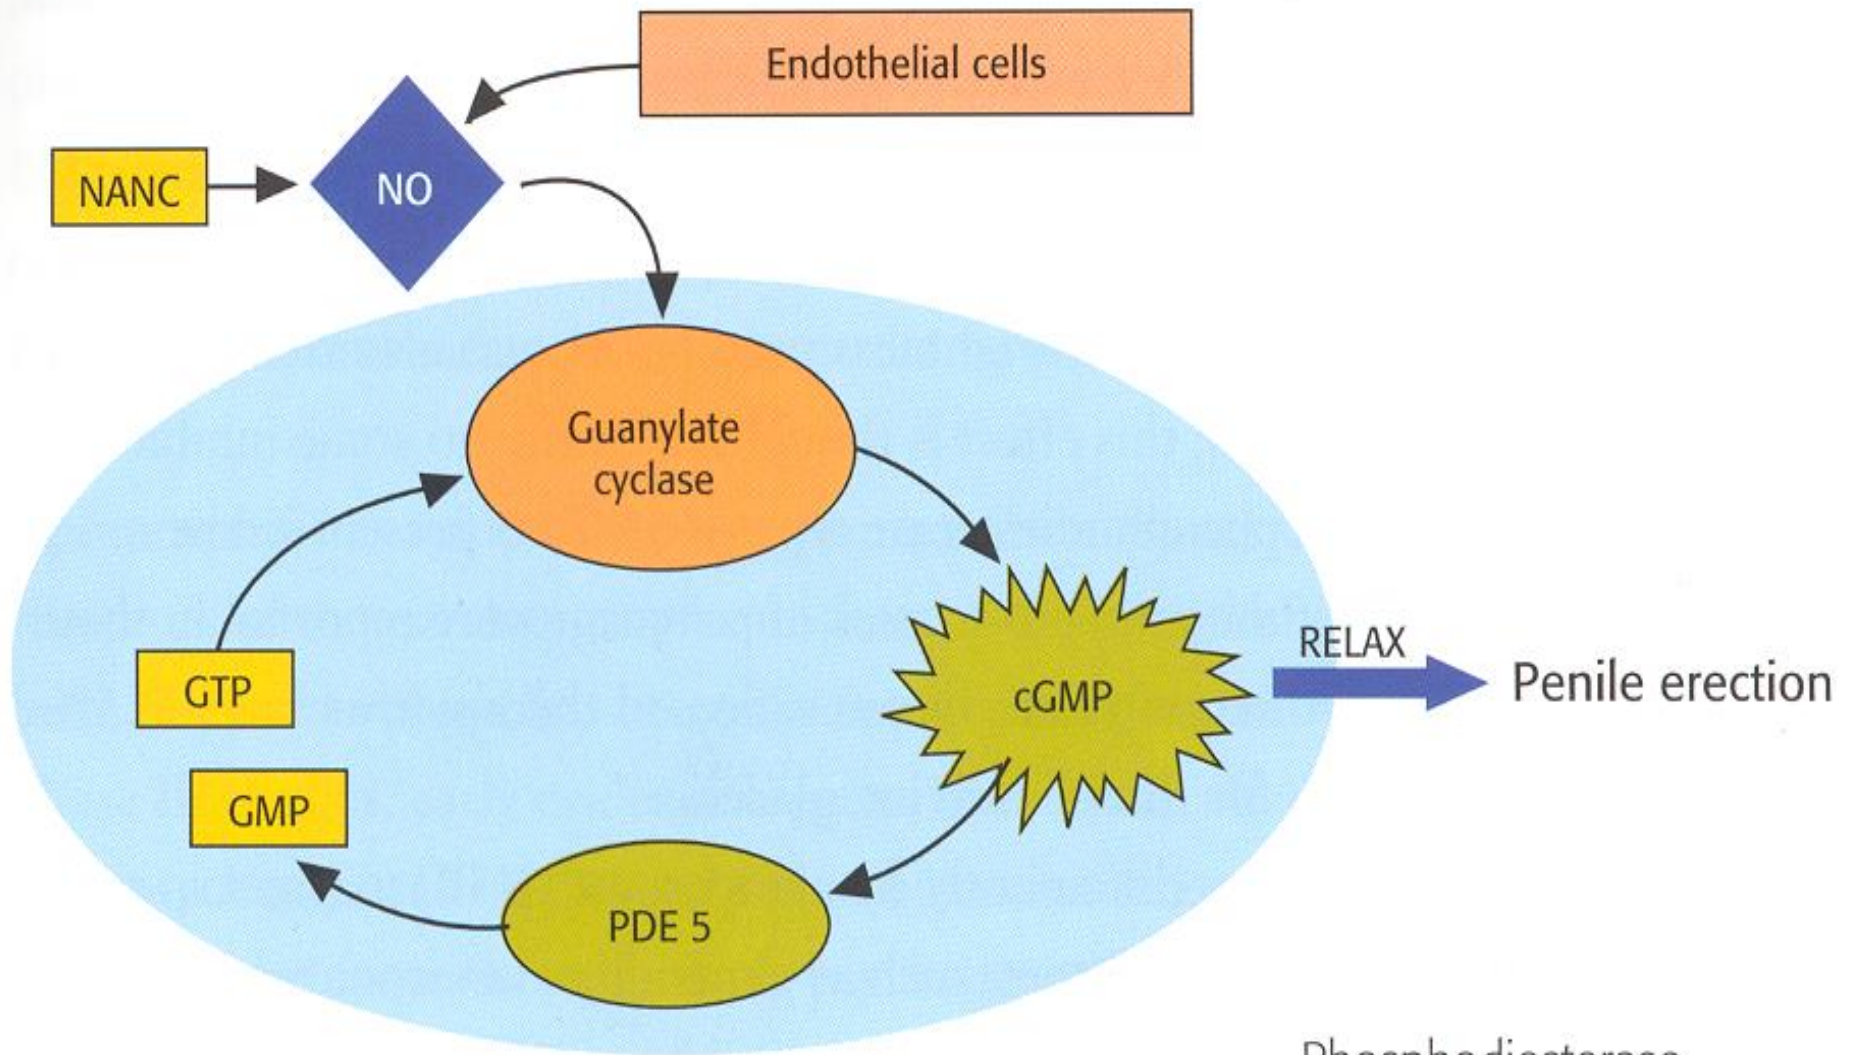 Endothelial cells
NANC
NO
Guanylate
cyclase
RELAX
GTP
cGMP
Penile erection
GMP
PDE 5